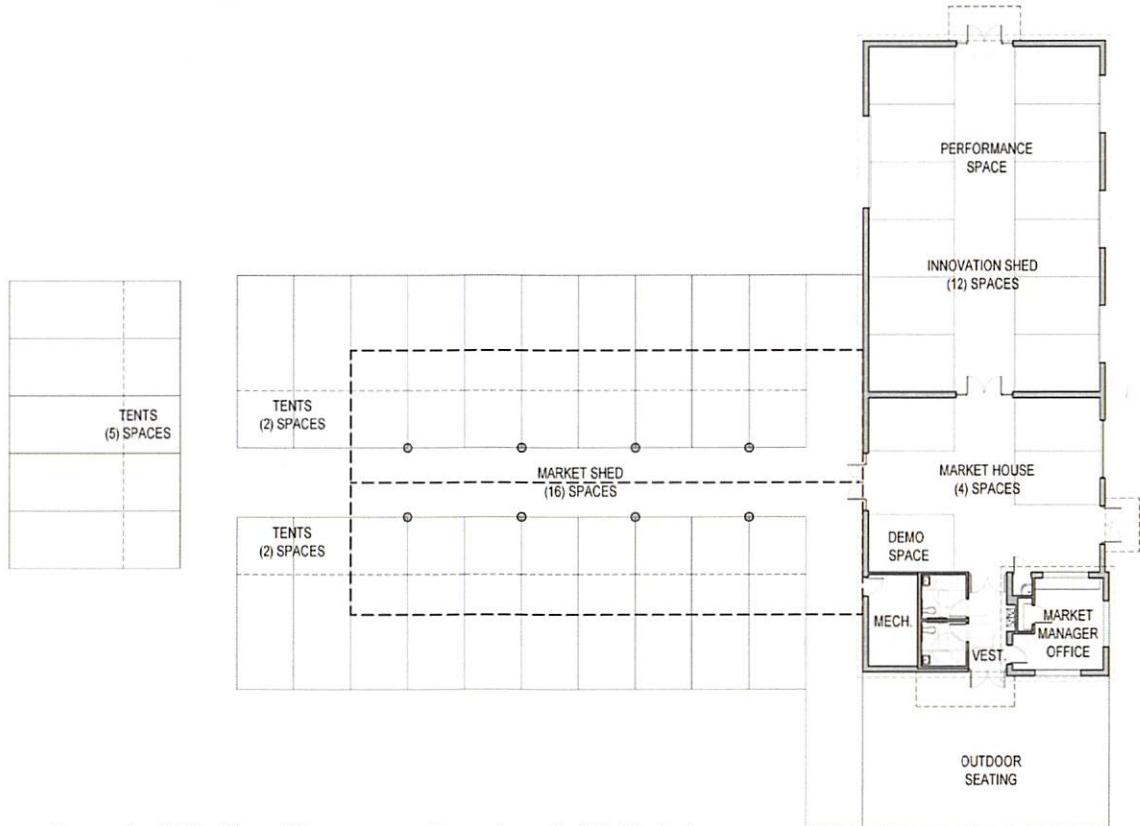 PERFORMANCE
SPACE
INNOVATION SHED
(12) SPACES
TENTS
(5) SPACES
TENTS
(2) SPACES
MARKET SHED
(16) SPACES
MARKET HOUSE
(4) SPACES
TENTS
(2) SPACES
DEMO
SPACE
MECH.
VEST.
MARKET
MANAGER
OFFICE
OUTDOOR
SEATING